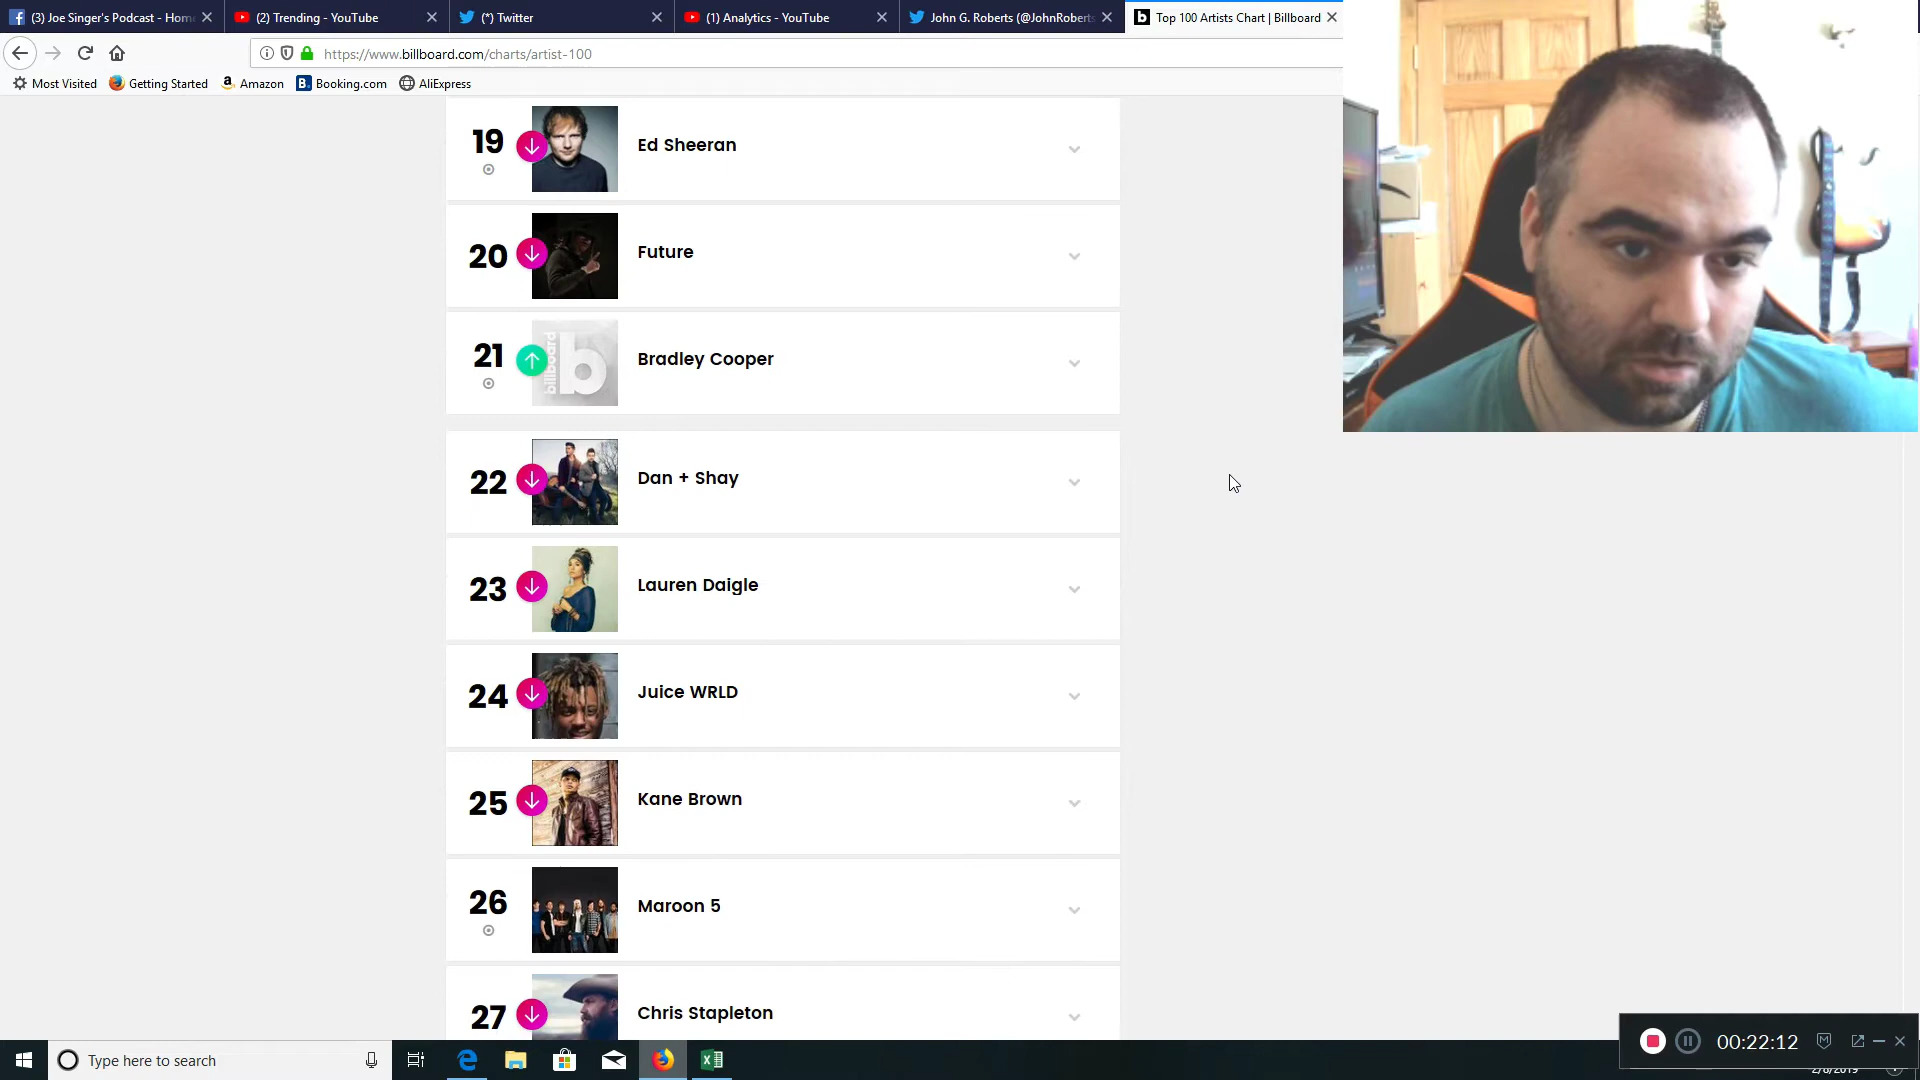 (3) Joe Singer's Podcast - Hom
(2) Trending - YouTube
(*) Twitter
(1) Analytics - YouTube
John G. Roberts (@JohnRoberts
Top 100 Artists Chart | Billboard
https://www.billboard.com/charts/artist-100
Most Visited
Getting Started
Amazon
Booking.com
AliExpress
19 Ed Sheeran
20 Future
21 Bradley Cooper
billboard b
22 Dan + Shay
23 Lauren Daigle
24 Juice WRLD
25 Kane Brown
26 Maroon 5
27 Chris Stapleton
Type here to search
00:22:12